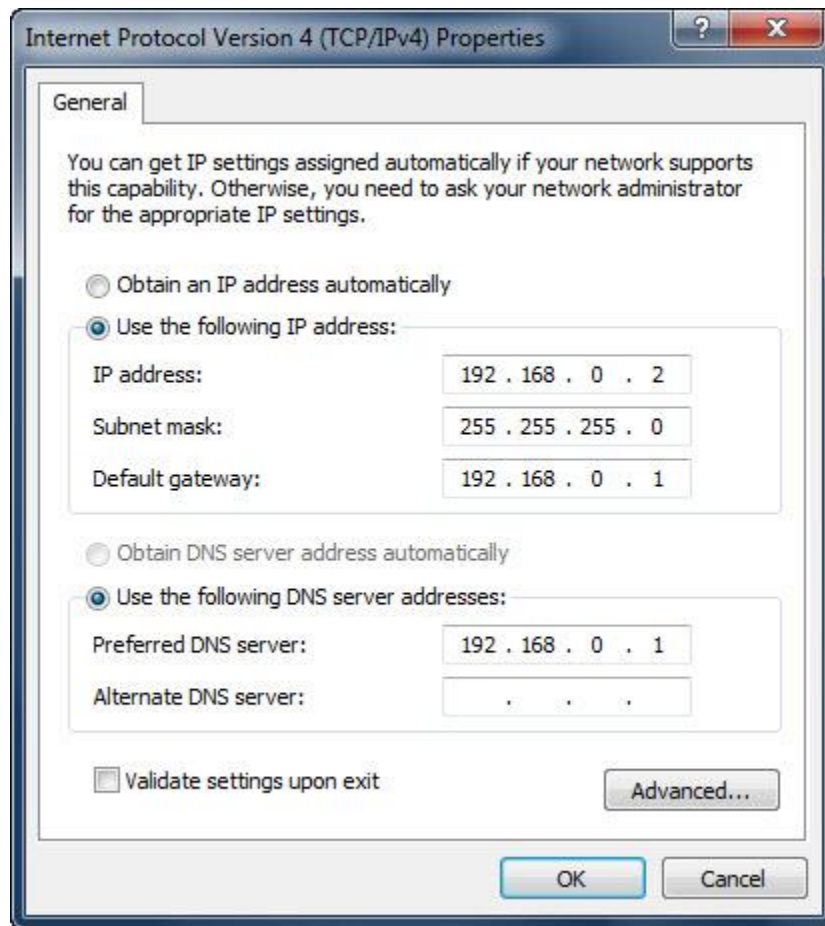 Internet Protocol Version 4 (TCP/IPv4) Properties
?
General
You can get IP settings assigned automatically if your network supports
this capability. Otherwise, you need to ask your network administrator
for the appropriate IP settings.
Obtain an IP address automatically
Use the following IP address:
IP address: 192 . 168 . 0 . 2
Subnet mask: 255 . 255 . 255 . 0
Default gateway: 192 . 168 . 0 . 1
Obtain DNS server address automatically
Use the following DNS server addresses:
Preferred DNS server: 192 . 168 . 0 . 1
Alternate DNS server: . . .
Validate settings upon exit
Advanced...
OK Cancel